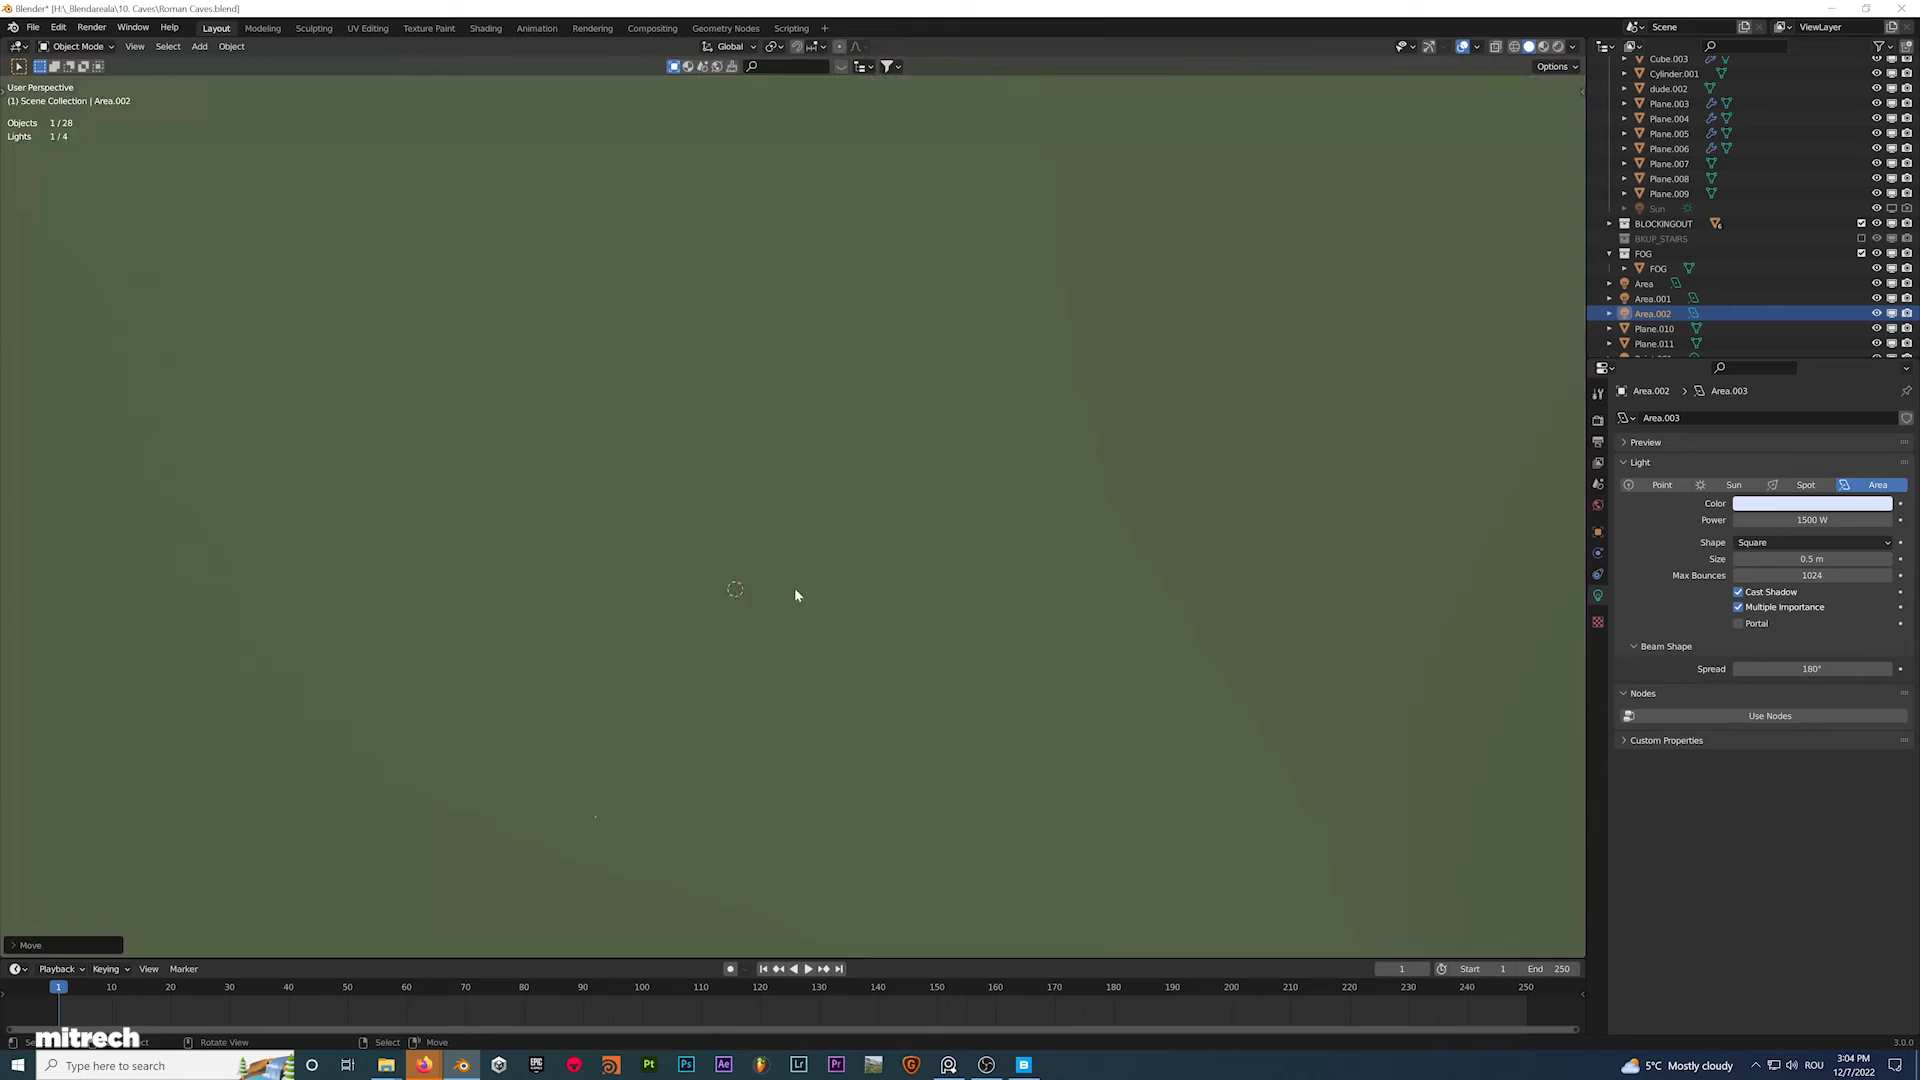 Blender* [H:\_Blendareala\10. Caves\Roman Caves.blend]
File Edit Render Window Help Layout Modeling Sculpting UV Editing Texture Paint Shading Animation Rendering Compositing Geometry Nodes Scripting + Scene ViewLayer
Object Mode View Select Add Object Global
Options
User Perspective
(1) Scene Collection | Area.002
Objects 1 / 28
Lights 1 / 4
Cube.003
Cylinder.001
dude.002
Plane.003
Plane.004
Plane.005
Plane.006
Plane.007
Plane.008
Plane.009
Sun
BLOCKINGOUT 6
BKUP_STAIRS
FOG
FOG
Area
Area.001
Area.002
Plane.010
Plane.011
Area.002 > Area.003
Area.003
Preview
Light
Point Sun Spot Area
Color
Power 1500 W
Shape Square
Size 0.5 m
Max Bounces 1024
Cast Shadow
Multiple Importance
Portal
Beam Shape
Spread 180°
Nodes
Use Nodes
Custom Properties
Move
Playback Keying View Marker 1 Start 1 End 250
1 10 20 30 40 50 60 70 80 90 100 110 120 130 140 150 160 170 180 190 200 210 220 230 240 250
mitrech
Rotate View Select Move 3.0.0
Type here to search Pt Ps Ae Lr Pr 5°C Mostly cloudy ROU 3:04 PM
12/7/2022